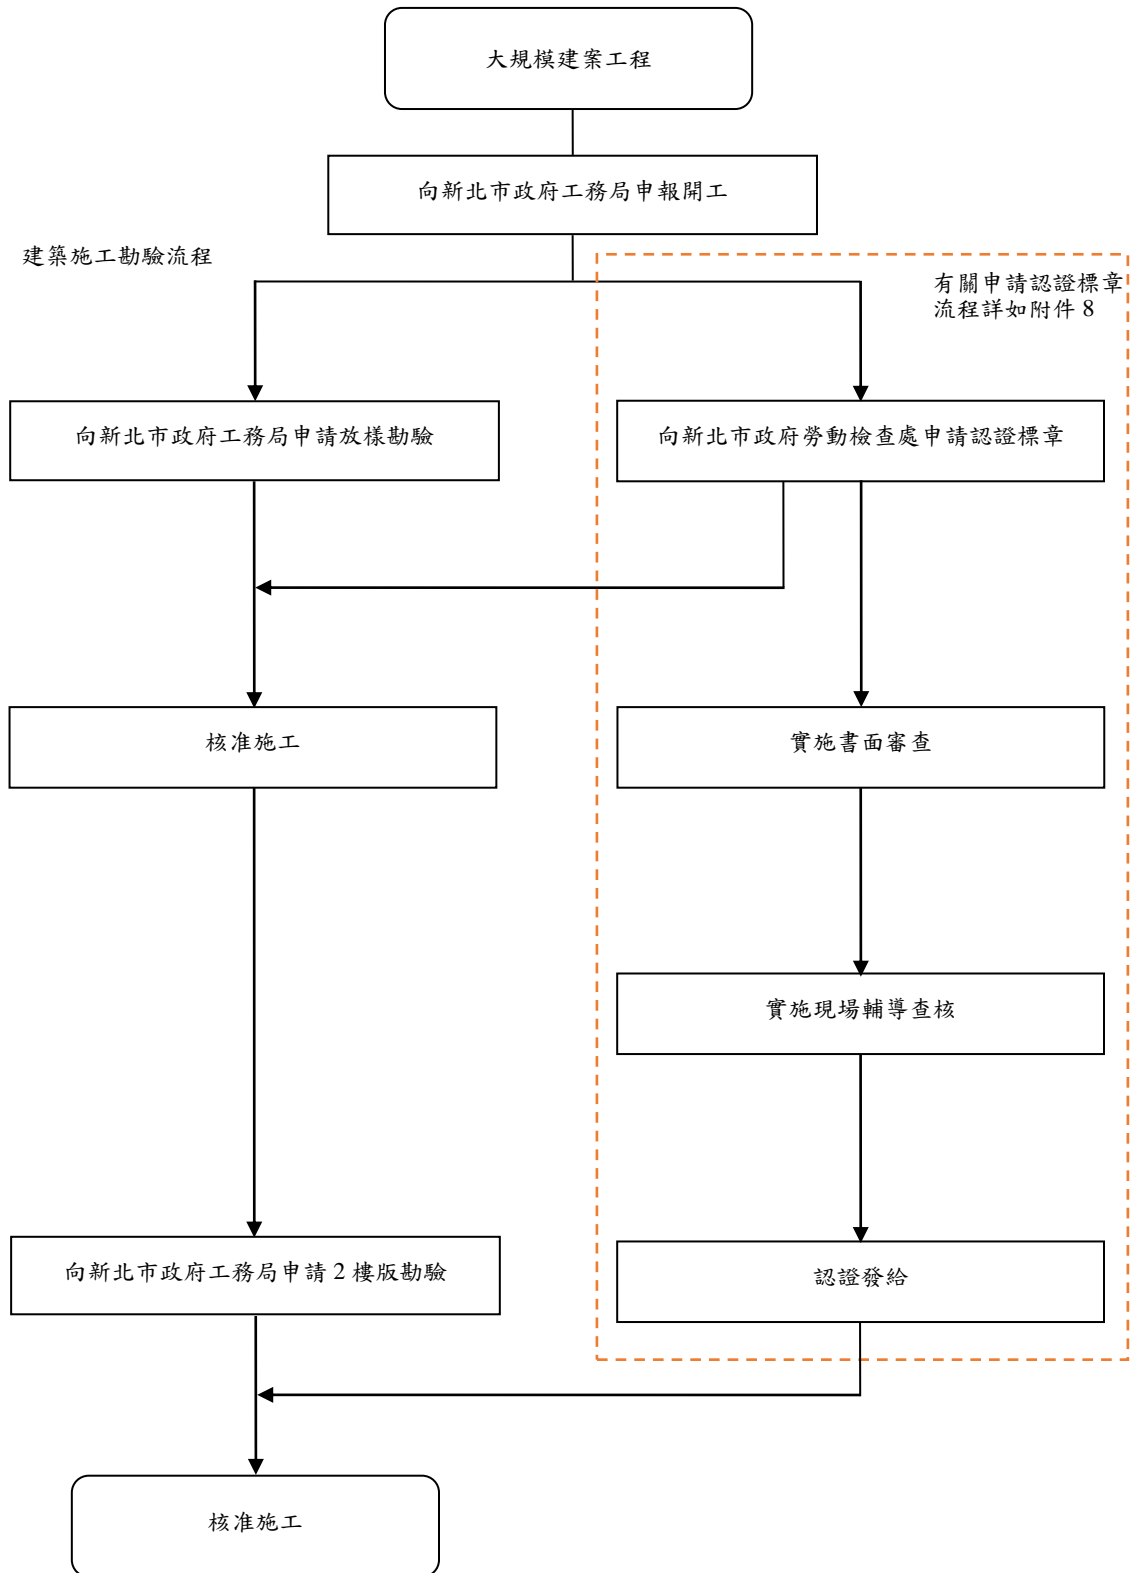 大規模建案工程
向新北市政府工務局申報開工
建築施工勘驗流程
有關申請認證標章
流程詳如附件 8
向新北市政府工務局申請放樣勘驗
向新北市政府勞動檢查處申請認證標章
核准施工
實施書面審查
實施現場輔導查核
向新北市政府工務局申請 2 樓版勘驗
認證發給
核准施工